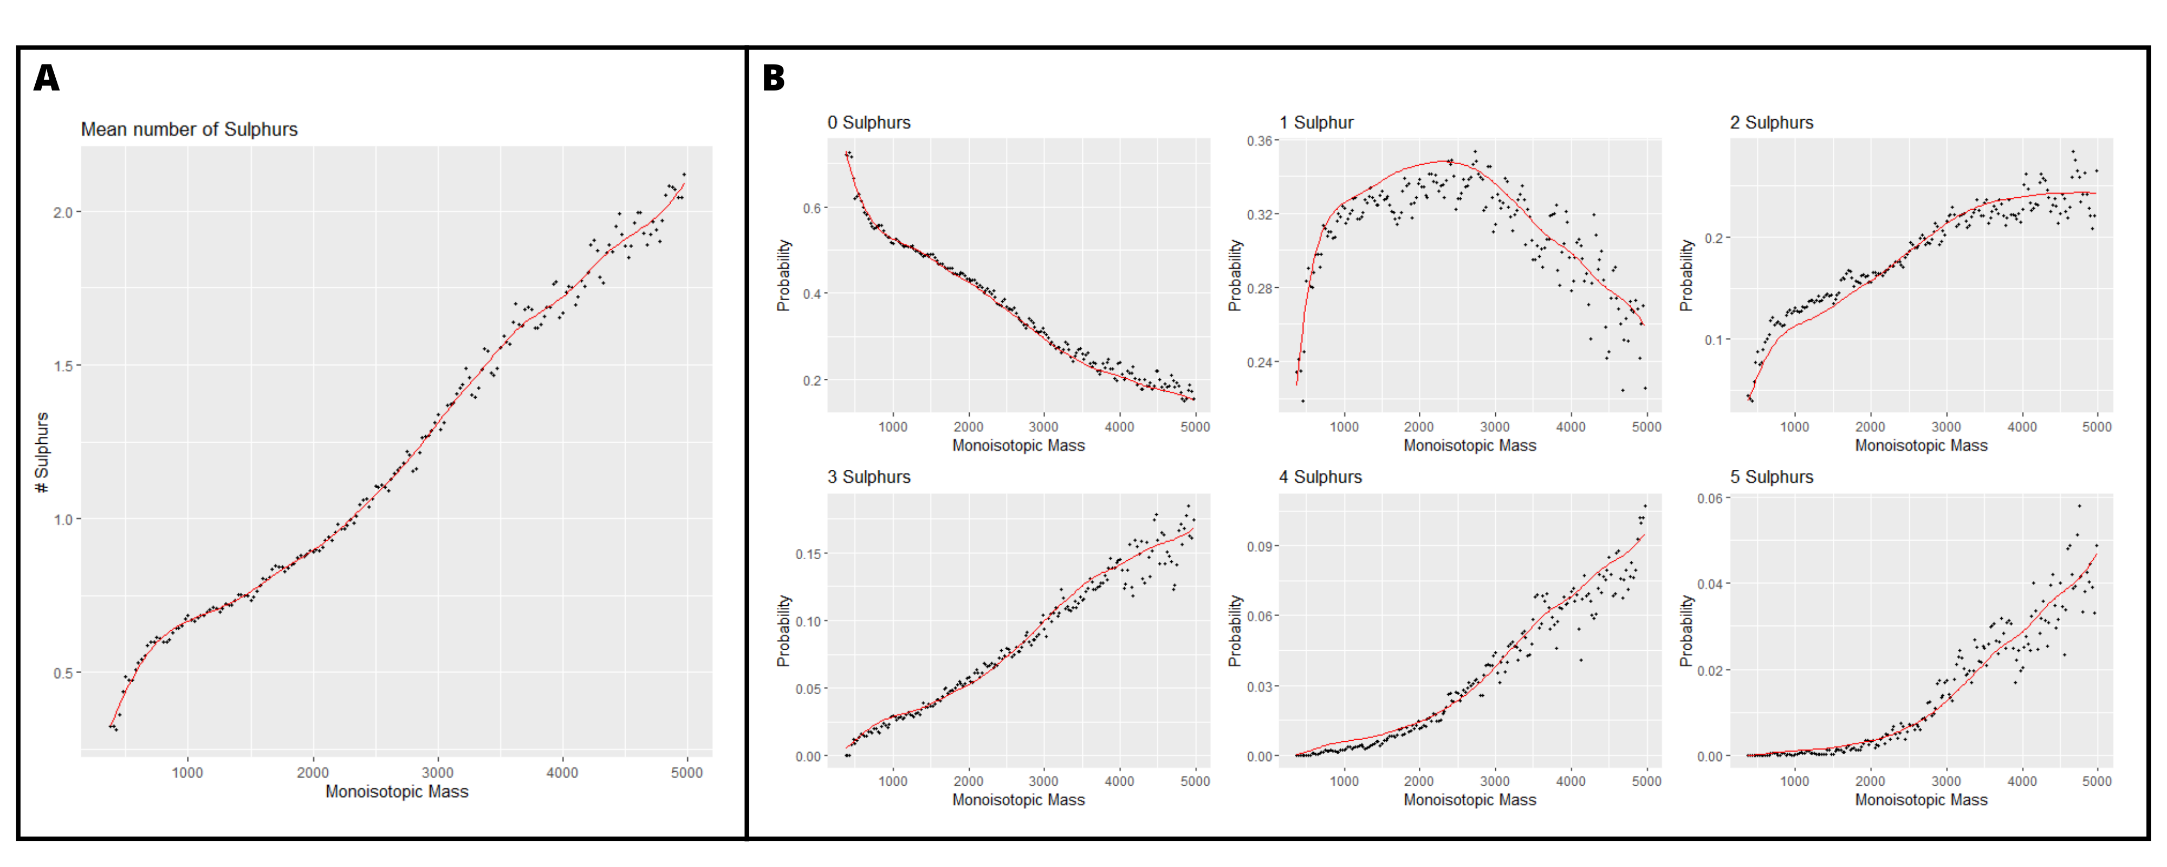 A
Mean number of Sulphurs
# Sulphurs
2.0
1.5
1.0
0.5
1000 2000 3000 4000 5000
Monoisotopic Mass
B
0 Sulphurs
Probability
0.6
0.4
0.2
1000 2000 3000 4000 5000
Monoisotopic Mass
1 Sulphur
Probability
0.36
0.32
0.28
0.24
1000 2000 3000 4000 5000
Monoisotopic Mass
2 Sulphurs
Probability
0.2
0.1
1000 2000 3000 4000 5000
Monoisotopic Mass
3 Sulphurs
Probability
0.15
0.10
0.05
0.00
1000 2000 3000 4000 5000
Monoisotopic Mass
4 Sulphurs
Probability
0.09
0.06
0.03
0.00
1000 2000 3000 4000 5000
Monoisotopic Mass
5 Sulphurs
Probability
0.06
0.04
0.02
0.00
1000 2000 3000 4000 5000
Monoisotopic Mass